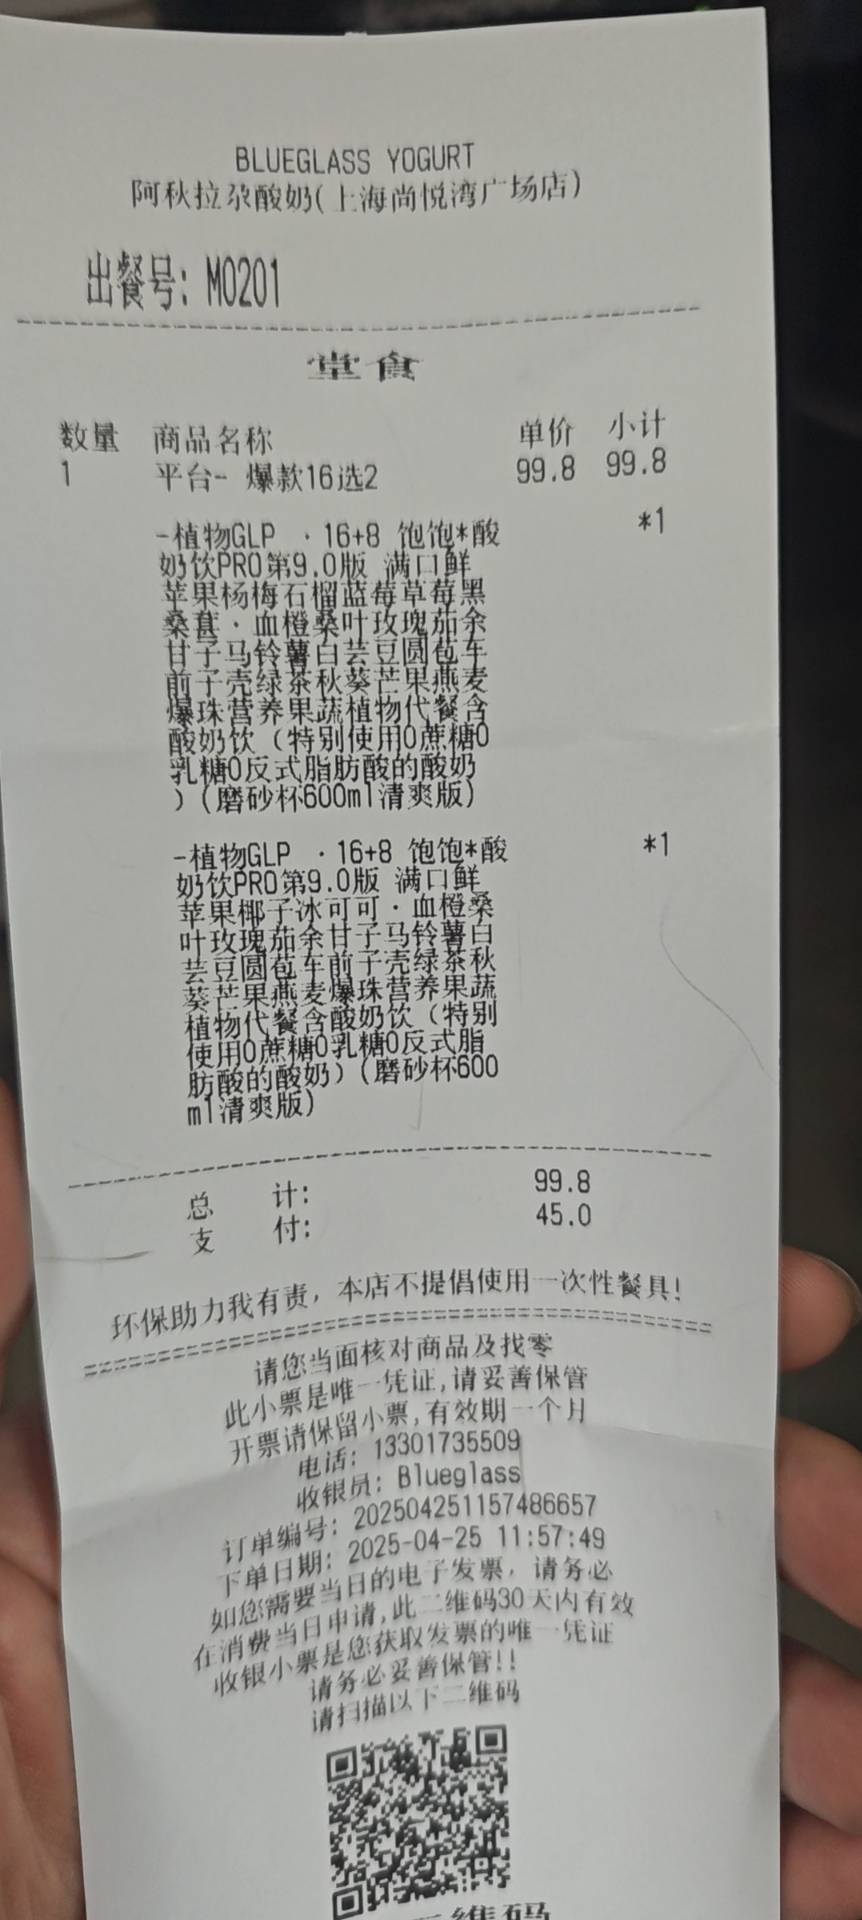 BLUEGLASS YOGURT
阿秋拉尕酸奶(上海尚悦湾广场店)
出餐号: M0201
堂食
数量 商品名称 单价 小计
1 平台- 爆款16选2 99.8 99.8
-植物GLP ·16+8 饱饱*酸 *1
奶饮PRO第9.0版 满口鲜
苹果杨梅石榴蓝莓草莓黑
桑葚·血橙桑叶玫瑰茄余
甘子马铃薯白芸豆圆苞车
前子壳绿茶秋葵芒果燕麦
爆珠营养果蔬植物代餐含
酸奶饮（特别使用0蔗糖0
乳糖0反式脂肪酸的酸奶
）(磨砂杯600ml清爽版)
-植物GLP ·16+8 饱饱*酸 *1
奶饮PRO第9.0版 满口鲜
苹果椰子冰可可·血橙桑
叶玫瑰茄余甘子马铃薯白
芸豆圆苞车前子壳绿茶秋
葵芒果燕麦爆珠营养果蔬
植物代餐含酸奶饮（特别
使用0蔗糖0乳糖0反式脂
肪酸的酸奶）(磨砂杯600
ml清爽版)
总 计: 99.8
支 付: 45.0
环保助力我有责，本店不提倡使用一次性餐具!
请您当面核对商品及找零
此小票是唯一凭证,请妥善保管
开票请保留小票,有效期一个月
电话: 13301735509
收银员: Blueglass
订单编号: 202504251157486657
下单日期: 2025-04-25 11:57:49
如您需要当日的电子发票，请务必
在消费当日申请,此二维码30天内有效
收银小票是您获取发票的唯一凭证
请务必妥善保管!!
请扫描以下二维码
二维码